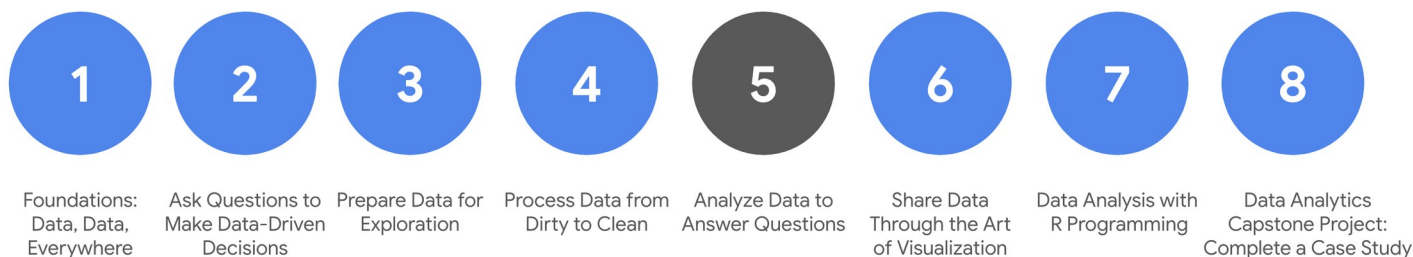 1
2
3
4
5
6
7
8
Foundations:
Data, Data,
Everywhere
Ask Questions to
Make Data-Driven
Decisions
Prepare Data for
Exploration
Process Data from
Dirty to Clean
Analyze Data to
Answer Questions
Share Data
Through the Art
of Visualization
Data Analysis with
R Programming
Data Analytics
Capstone Project:
Complete a Case Study